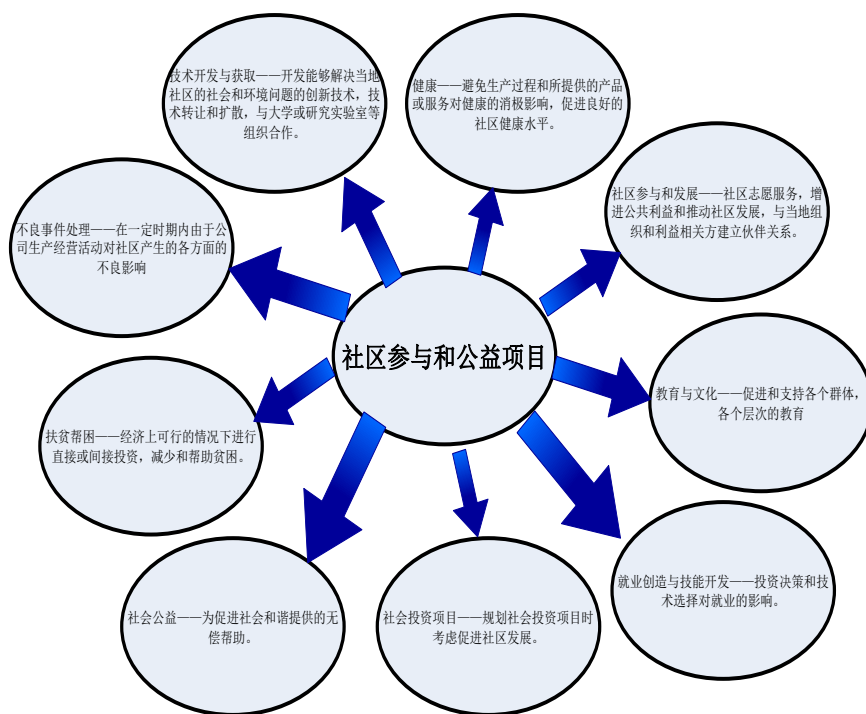 技术开发与获取——开发能够解决当地
社区的社会和环境问题的创新技术，技
术转让和扩散，与大学或研究实验室等
组织合作。
健康——避免生产过程和所提供的产品
或服务对健康的消极影响，促进良好的
社区健康水平。
不良事件处理——在一定时期内由于公
司生产经营活动对社区产生的各方面的
不良影响
社区参与和发展——社区志愿服务，增
进公共利益和推动社区发展，与当地组
织和利益相关方建立伙伴关系。
社区参与和公益项目
扶贫帮困——经济上可行的情况下进行
直接或间接投资，减少和帮助贫困。
教育与文化——促进和支持各个群体，
各个层次的教育
社会公益——为促进社会和谐提供的无
偿帮助。
社会投资项目——规划社会投资项目时
考虑促进社区发展。
就业创造与技能开发——投资决策和技
术选择对就业的影响。